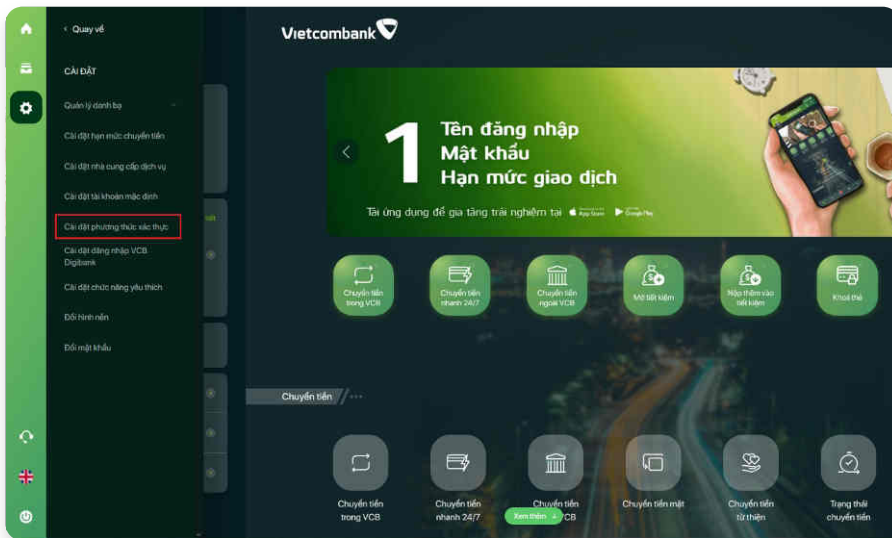 Quay về
CÀI ĐẶT
Quản lý danh bạ
Cài đặt hạn mức chuyển tiền
Cài đặt nhà cung cấp dịch vụ
Cài đặt tài khoản mặc định
Cài đặt phương thức xác thực
Cài đặt đăng nhập VCB
Digibank
Cài đặt chức năng yêu thích
Đổi hình nền
Đổi mật khẩu
Vietcombank
1
Tên đăng nhập
Mật khẩu
Hạn mức giao dịch
Tải ứng dụng để gia tăng trải nghiệm tại App Store Google Play
Chuyển tiền
trong VCB
Chuyển tiền
nhanh 24/7
Chuyển tiền
ngoài VCB
Mở tiết kiệm
Nộp thêm vào
tiết kiệm
Khoá thẻ
Chuyển tiền
Chuyển tiền
trong VCB
Chuyển tiền
nhanh 24/7
Chuyển tiền
VCB
Xem thêm
Chuyển tiền mặt
Chuyển tiền
từ thiện
Trạng thái
chuyển tiền